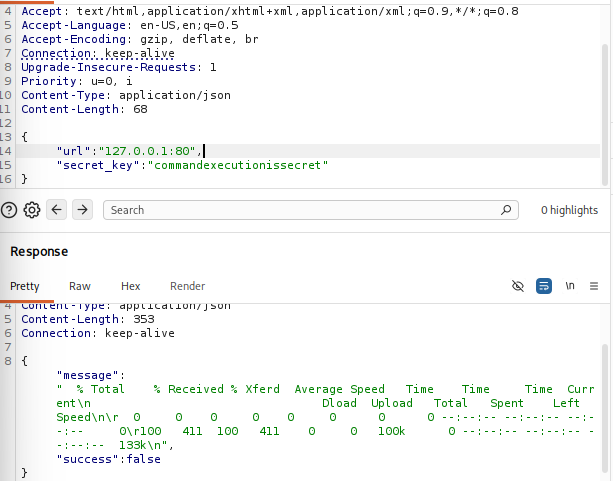 4 Accept: text/html,application/xhtml+xml,application/xml;q=0.9,*/*;q=0.8
5 Accept-Language: en-US,en;q=0.5
6 Accept-Encoding: gzip, deflate, br
7 Connection: keep-alive
8 Upgrade-Insecure-Requests: 1
9 Priority: u=0, i
10 Content-Type: application/json
11 Content-Length: 68
12
13 {
14 "url":"127.0.0.1:80",
15 "secret_key":"commandexecutionissecret"
16 }
Search
0 highlights
Response
Pretty Raw Hex Render \n
4 Content-Type: application/json
5 Content-Length: 353
6 Connection: keep-alive
7
8 {
"message":
"  % Total    % Received % Xferd  Average Speed   Time    Time     Time  Curr
ent\n                                 Dload  Upload   Total   Spent    Left
Speed\n\r  0     0    0     0    0     0      0      0 --:--:-- --:--:-- --
-:--     0\r100   411  100   411    0     0   100k      0 --:--:-- --:--:-- -
-:--:--  133k\n",
"success":false
}